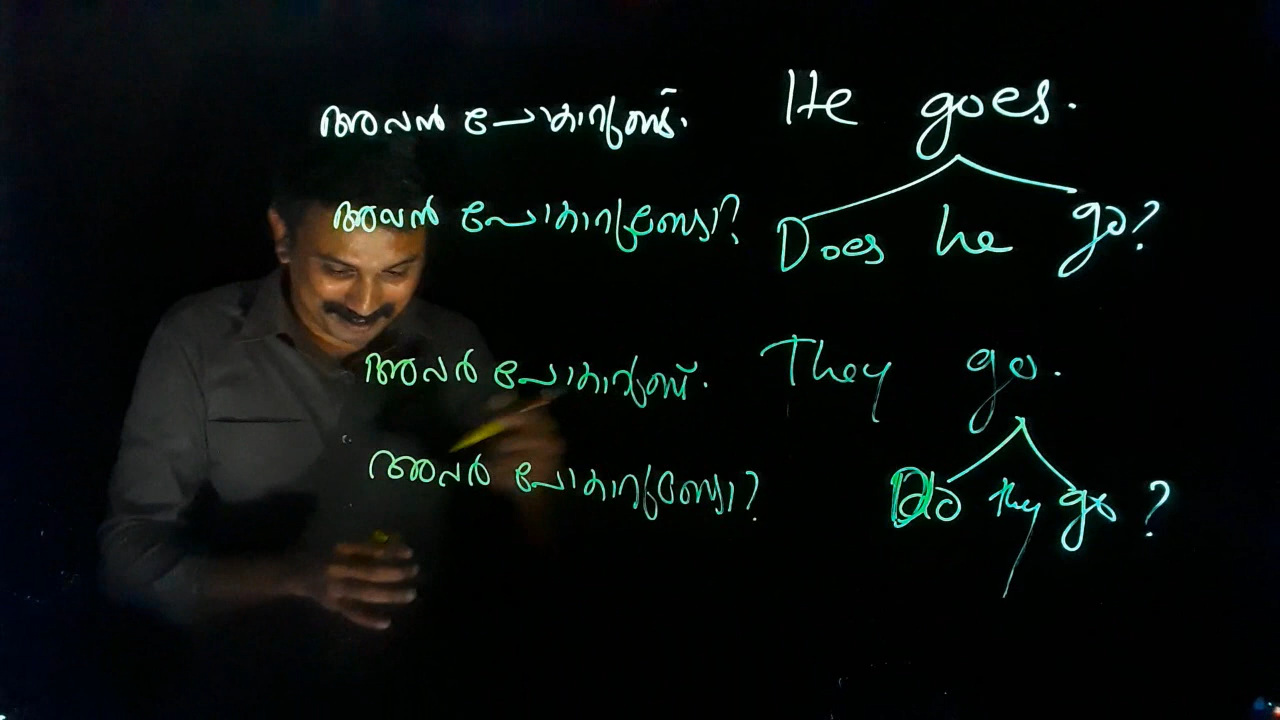 അവൻ പോകാറുണ്ട്. He goes.
അവൻ പോകാറുണ്ടോ? Does he go?
അവർ പോകാറുണ്ട്. They go.
അവർ പോകാറുണ്ടോ? Do they go?